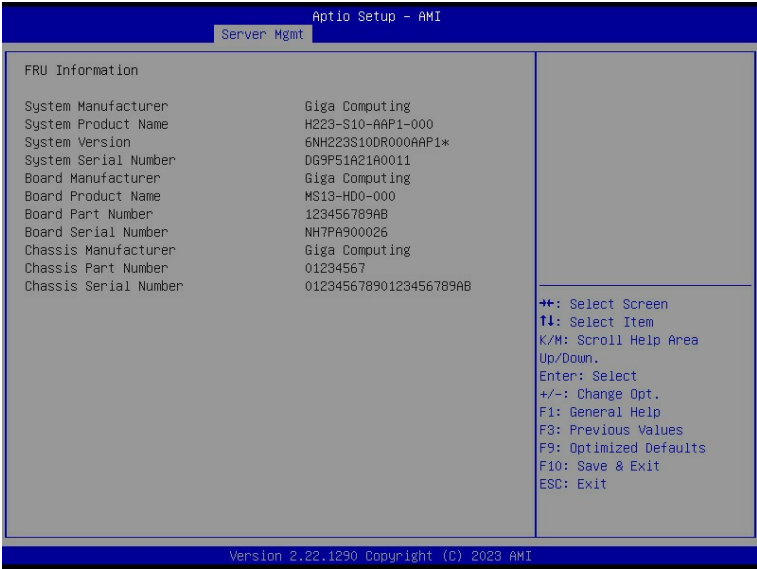 Aptio Setup – AMI
Server Mgmt
FRU Information
System Manufacturer Giga Computing
System Product Name H223-S10-AAP1-000
System Version 6NH223S10DR000AAP1*
System Serial Number DG9P51A21A0011
Board Manufacturer Giga Computing
Board Product Name MS13-HD0-000
Board Part Number 123456789AB
Board Serial Number NH7PA900026
Chassis Manufacturer Giga Computing
Chassis Part Number 01234567
Chassis Serial Number 01234567890123456789AB
→←: Select Screen
↑↓: Select Item
K/M: Scroll Help Area
Up/Down.
Enter: Select
+/-: Change Opt.
F1: General Help
F3: Previous Values
F9: Optimized Defaults
F10: Save & Exit
ESC: Exit
Version 2.22.1290 Copyright (C) 2023 AMI